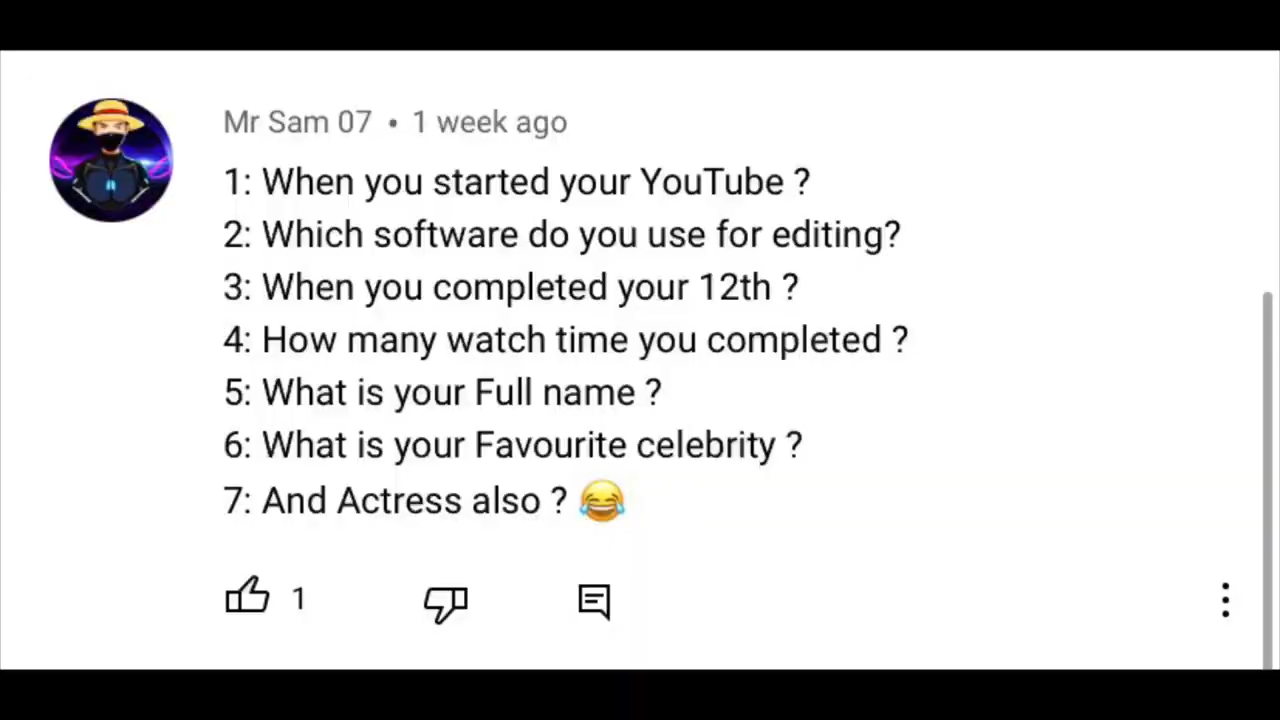 Mr Sam 07 • 1 week ago
1: When you started your YouTube ?
2: Which software do you use for editing?
3: When you completed your 12th ?
4: How many watch time you completed ?
5: What is your Full name ?
6: What is your Favourite celebrity ?
7: And Actress also ? 😂
1